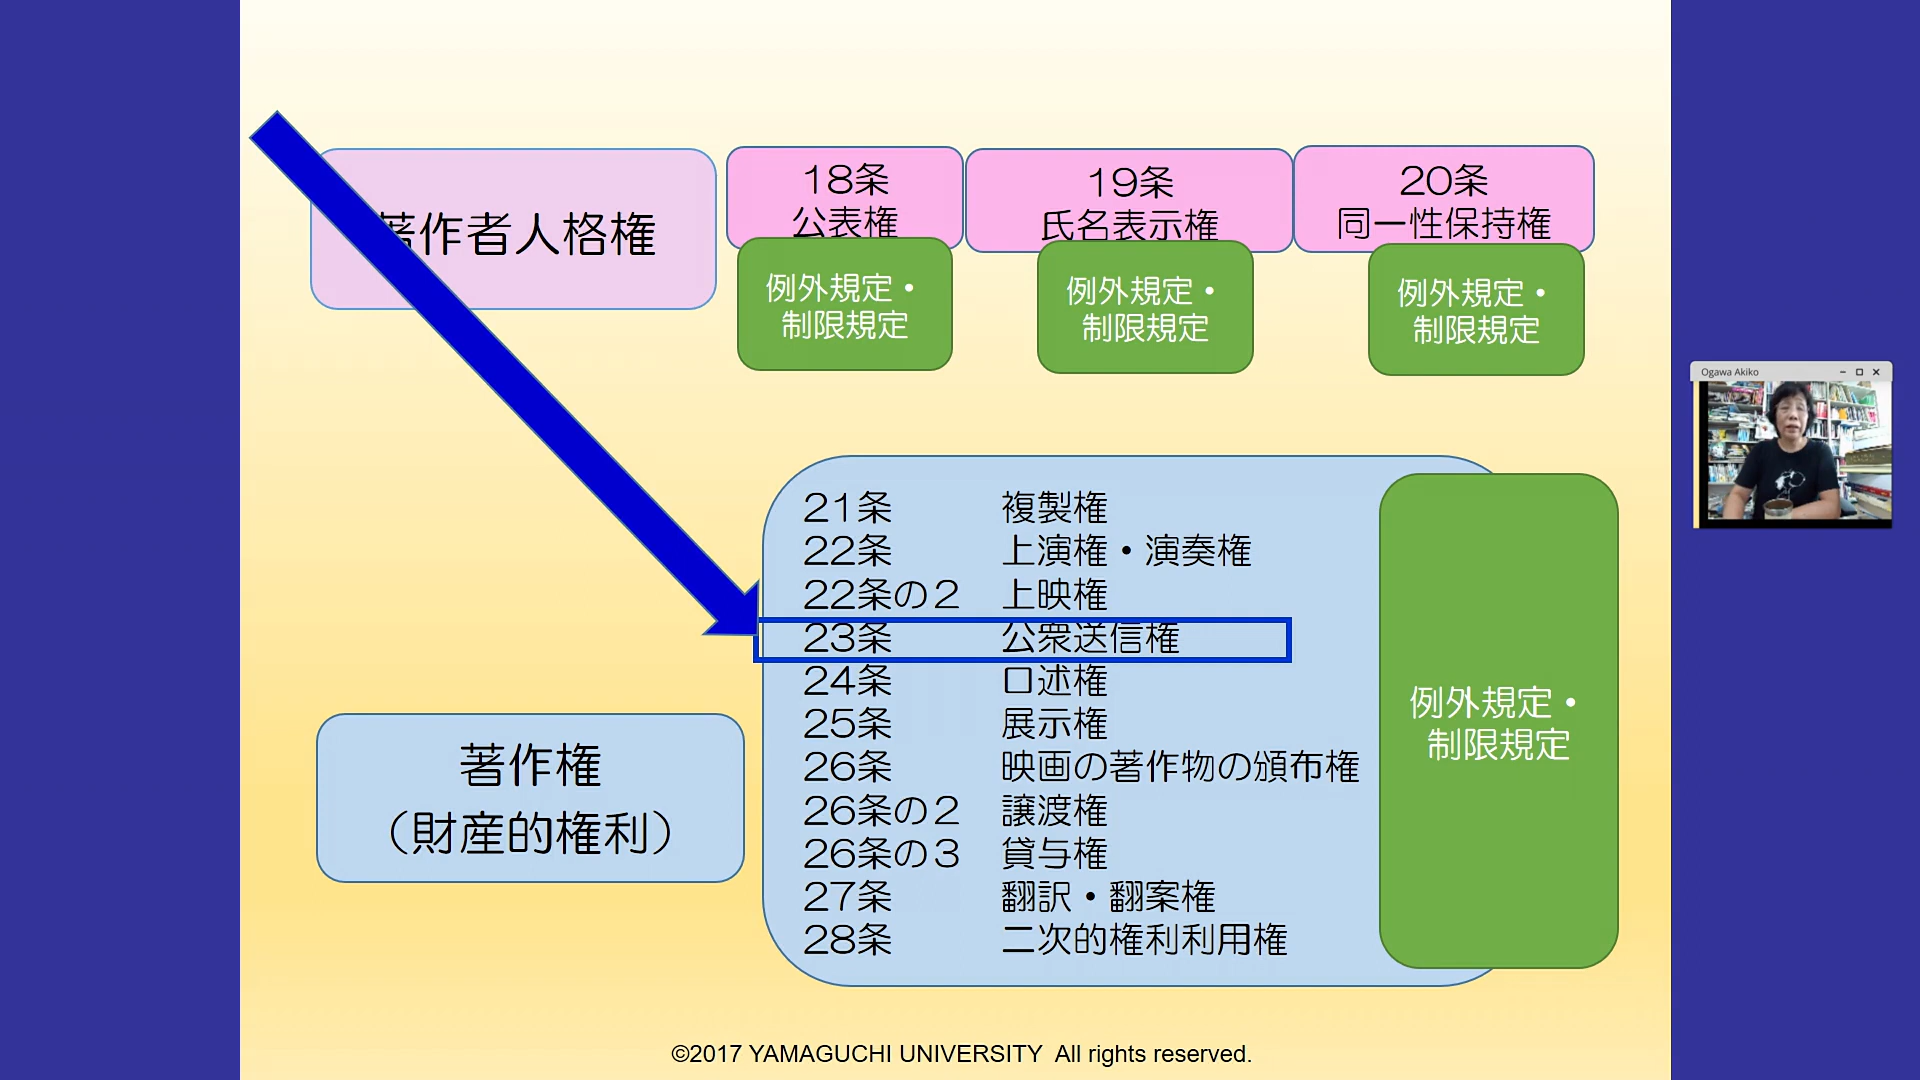 著作者人格権
18条
公表権
19条
氏名表示権
20条
同一性保持権
例外規定・
制限規定
例外規定・
制限規定
例外規定・
制限規定
Ogawa Akiko
21条 複製権
22条 上演権・演奏権
22条の２ 上映権
23条 公衆送信権
24条 口述権
25条 展示権
26条 映画の著作物の頒布権
26条の２ 譲渡権
26条の３ 貸与権
27条 翻訳・翻案権
28条 二次的権利利用権
例外規定・
制限規定
著作権
（財産的権利）
©2017 YAMAGUCHI UNIVERSITY All rights reserved.